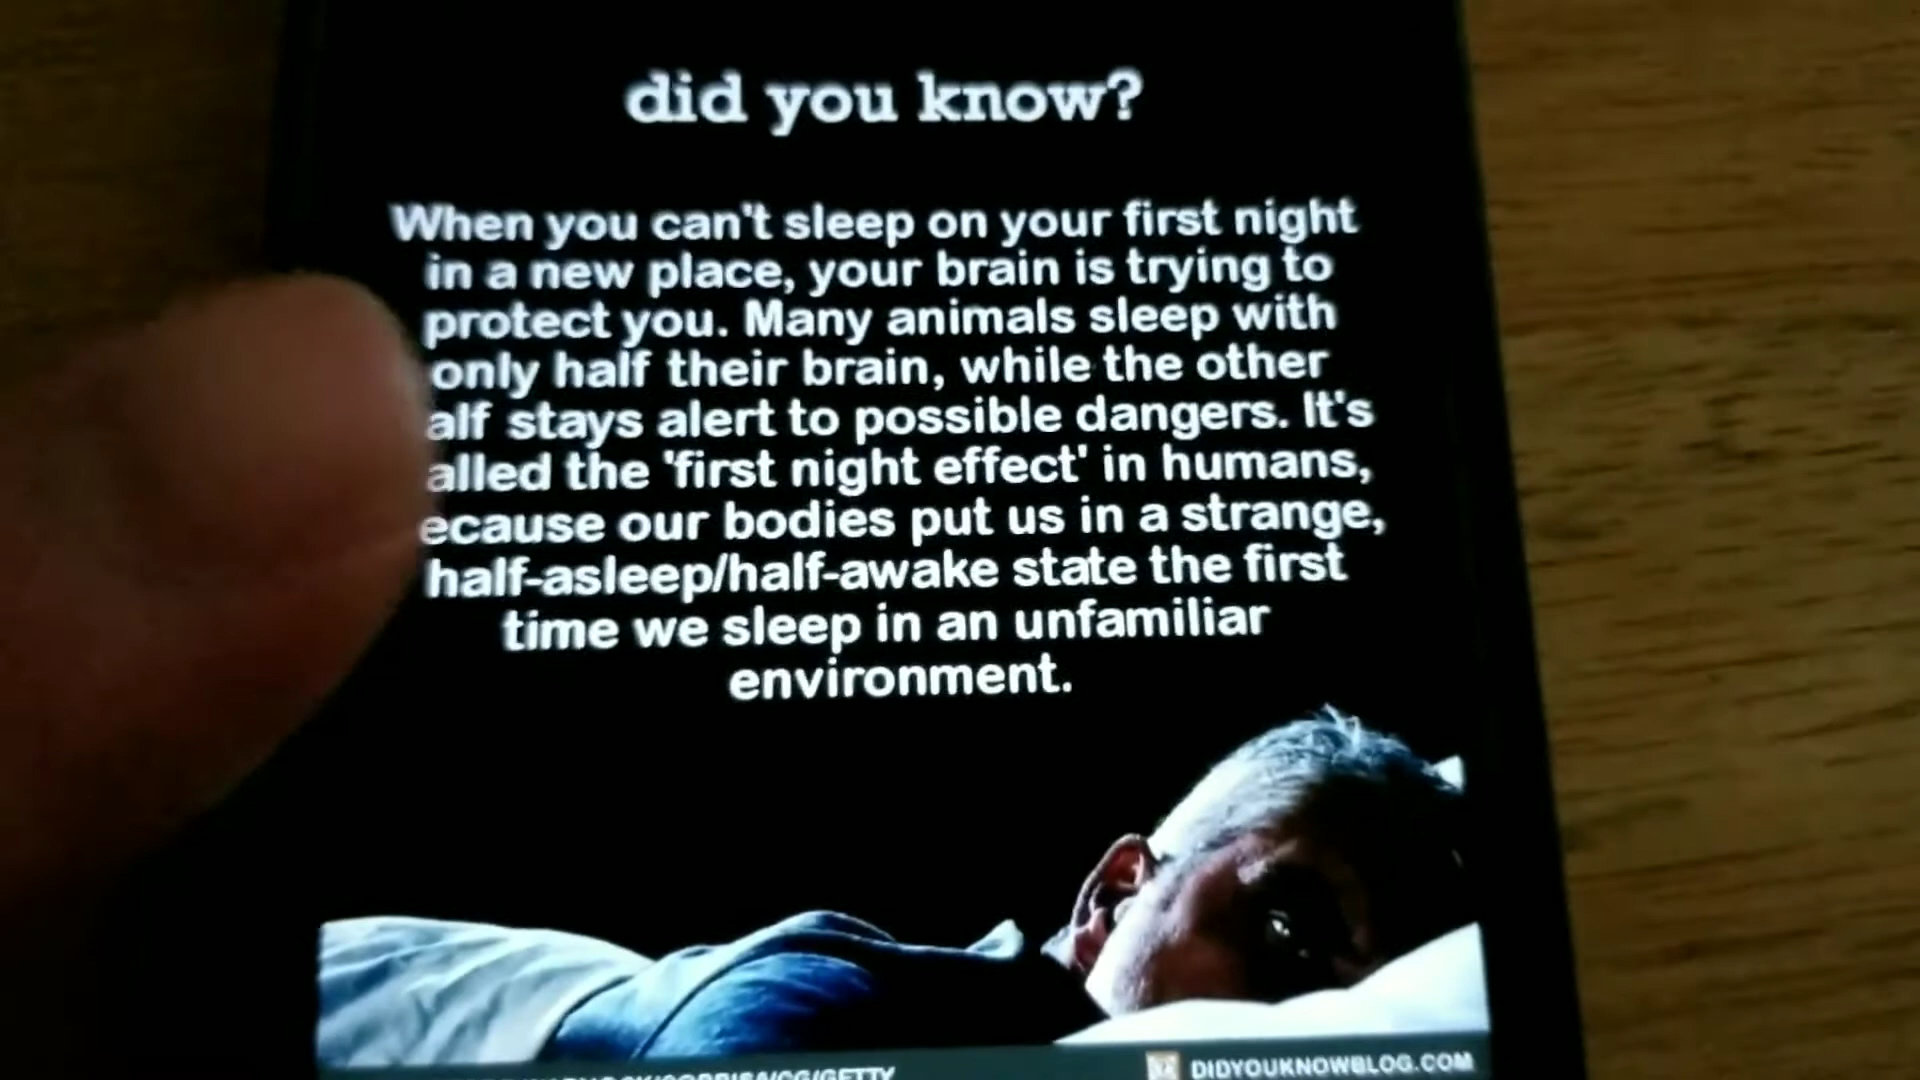 did you know?
When you can't sleep on your first night
in a new place, your brain is trying to
protect you. Many animals sleep with
only half their brain, while the other
alf stays alert to possible dangers. It's
alled the 'first night effect' in humans,
ecause our bodies put us in a strange,
half-asleep/half-awake state the first
time we sleep in an unfamiliar
environment.
DIDYOUKNOWBLOG.COM